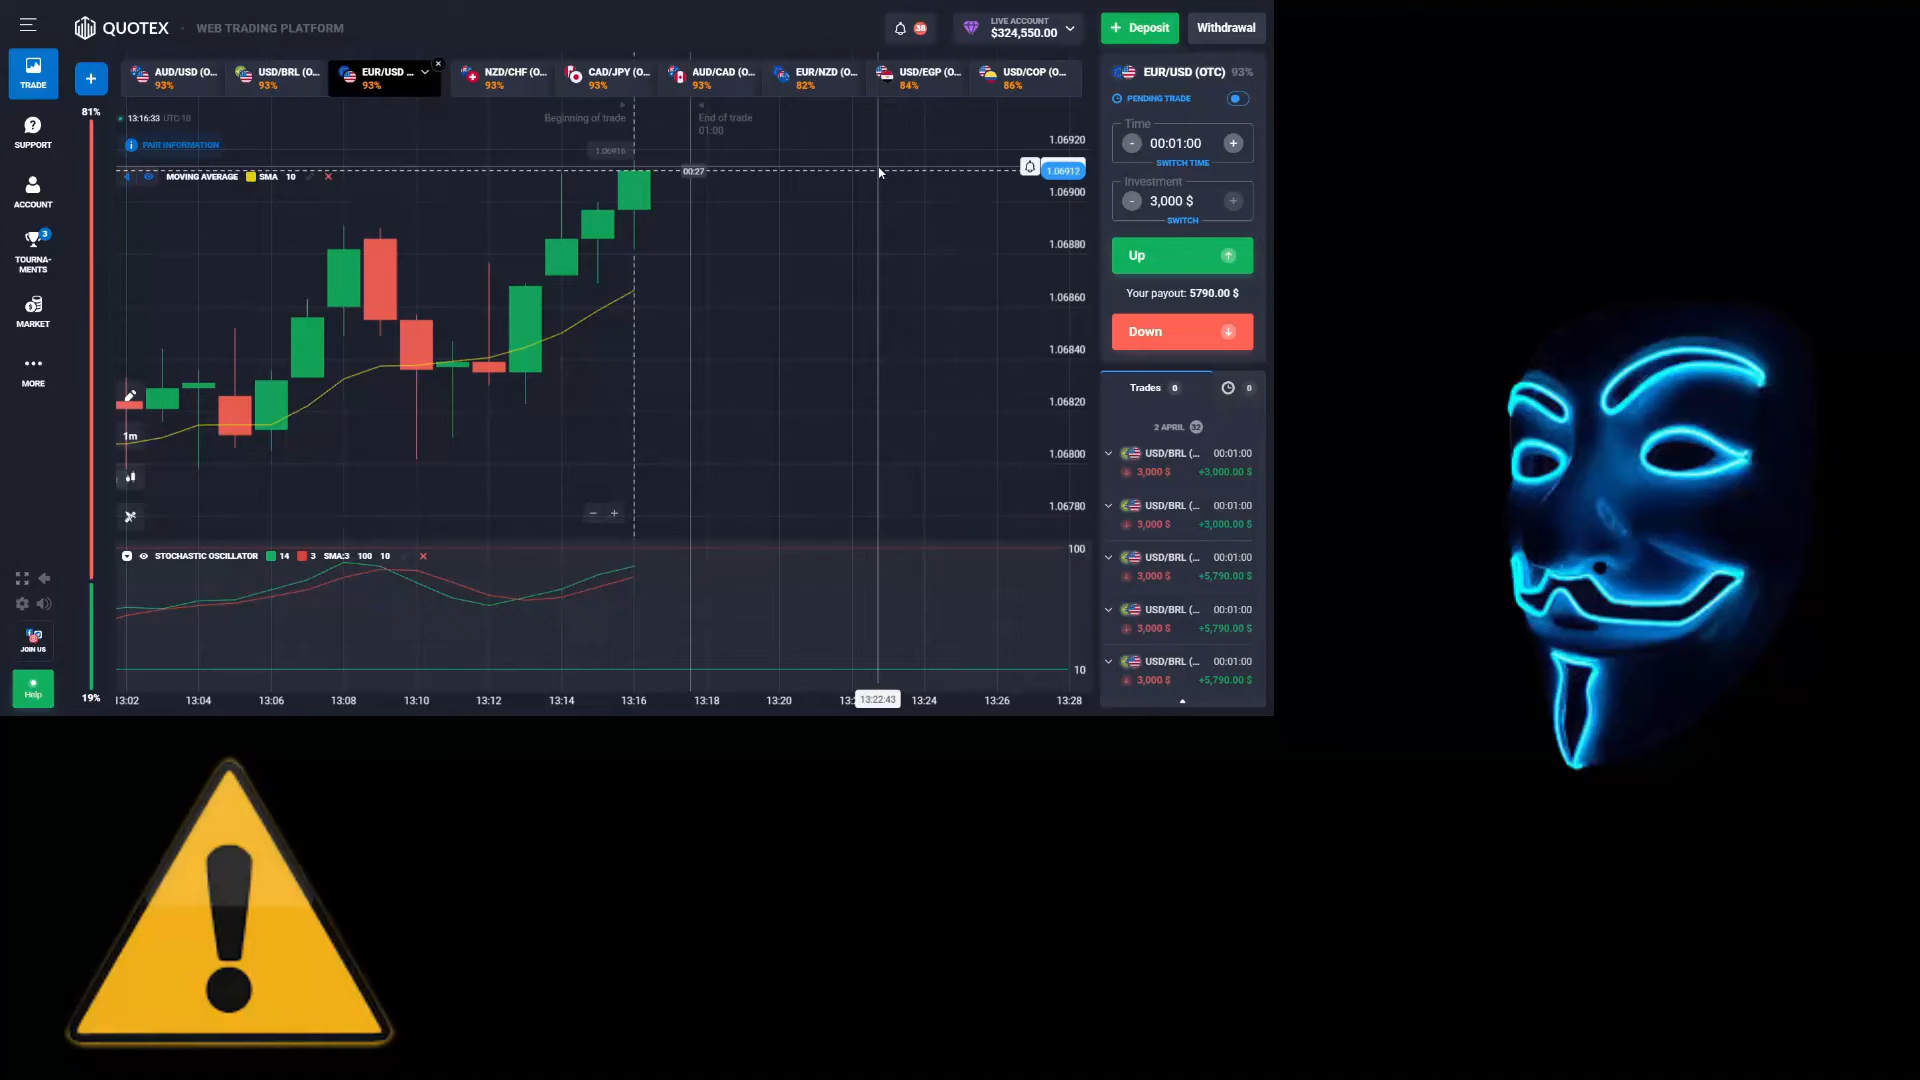 QUOTEX
WEB TRADING PLATFORM
38
LIVE ACCOUNT
$324,550.00
+ Deposit
Withdrawal
TRADE
+
AUD/USD (O...
93%
USD/BRL (O...
93%
EUR/USD ...
93%
NZD/CHF (O...
93%
CAD/JPY (O...
93%
AUD/CAD (O...
93%
EUR/NZD (O...
82%
USD/EGP (O...
84%
USD/COP (O...
86%
EUR/USD (OTC) 93%
PENDING TRADE
81%
13:16:33 UTC-10
Beginning of trade
End of trade
01:00
PAIR INFORMATION
MOVING AVERAGE SMA 10
1.06916
00:27
1.06912
1.06920
1.06900
1.06880
1.06860
1.06840
1.06820
1.06800
1.06780
SUPPORT
ACCOUNT
3
TOURNA-
MENTS
MARKET
MORE
JOIN US
Help
19%
1m
STOCHASTIC OSCILLATOR 14 3 SMA:3 100 10
100
10
13:02 13:04 13:06 13:08 13:10 13:12 13:14 13:16 13:18 13:20 13:22:43 13:24 13:26 13:28
Time
- 00:01:00 +
SWITCH TIME
Investment
- 3,000 $ +
SWITCH
Up
Your payout: 5790.00 $
Down
Trades 0
0
2 APRIL 32
USD/BRL (... 00:01:00
3,000 $ +3,000.00 $
USD/BRL (... 00:01:00
3,000 $ +3,000.00 $
USD/BRL (... 00:01:00
3,000 $ +5,790.00 $
USD/BRL (... 00:01:00
3,000 $ +5,790.00 $
USD/BRL (... 00:01:00
3,000 $ +5,790.00 $